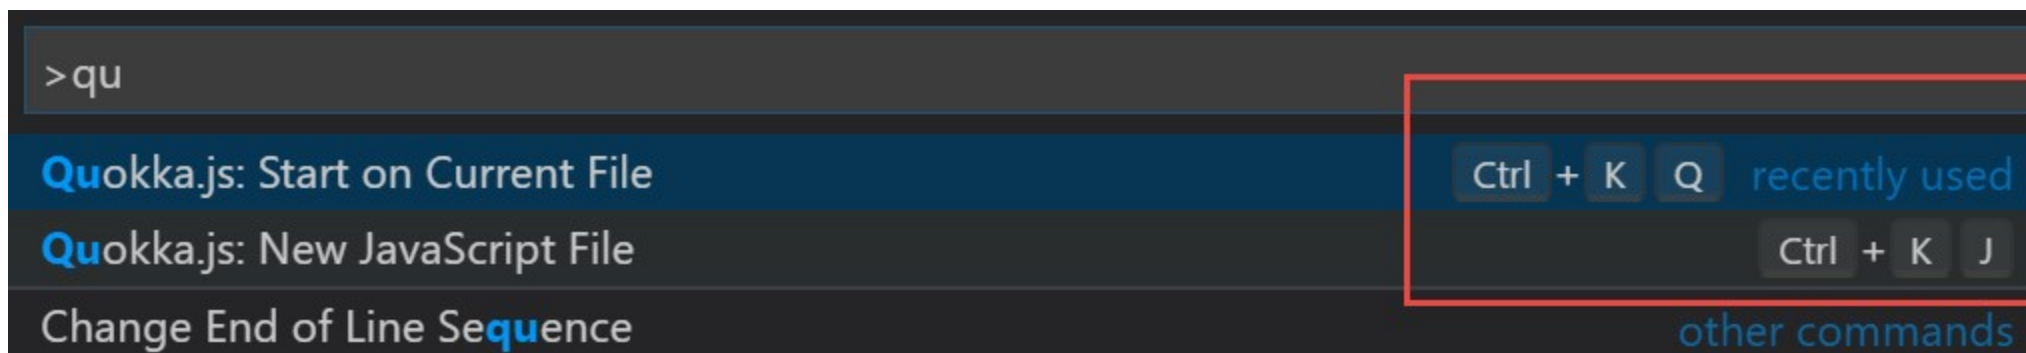 >qu
Quokka.js: Start on Current File Ctrl + K Q recently used
Quokka.js: New JavaScript File Ctrl + K J
Change End of Line Sequence other commands